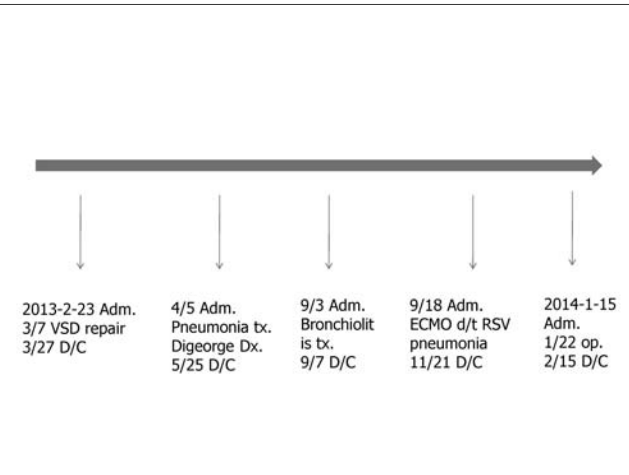 2013-2-23 Adm.
3/7 VSD repair
3/27 D/C
4/5 Adm.
Pneumonia tx.
Digeorge Dx.
5/25 D/C
9/3 Adm.
Bronchiolit
is tx.
9/7 D/C
9/18 Adm.
ECMO d/t RSV
pneumonia
11/21 D/C
2014-1-15
Adm.
1/22 op.
2/15 D/C